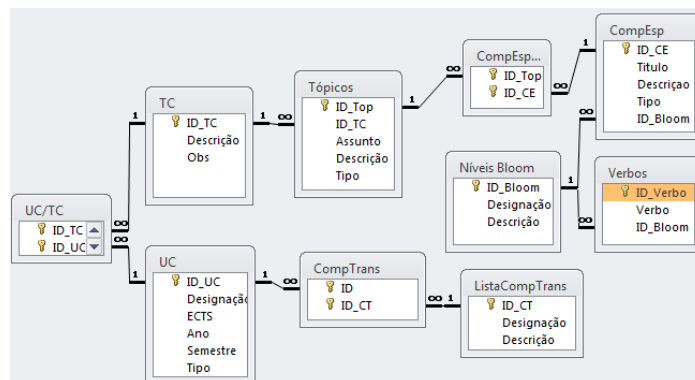 UC/TC
ID_TC
ID_UC
TC
ID_TC
Descrição
Obs
UC
ID_UC
Designação
ECTS
Ano
Semestre
Tipo
Tópicos
ID_Top
ID_TC
Assunto
Descrição
Tipo
CompTrans
ID
ID_CT
CompEsp...
ID_Top
ID_CE
Níveis Bloom
ID_Bloom
Designação
Descrição
ListaCompTrans
ID_CT
Designação
Descrição
CompEsp
ID_CE
Titulo
Descriçao
Tipo
ID_Bloom
Verbos
ID_Verbo
Verbo
ID_Bloom
1
∞
1
∞
1
∞
1
∞
1
∞
1
∞
∞
1
1
∞
∞
1
∞